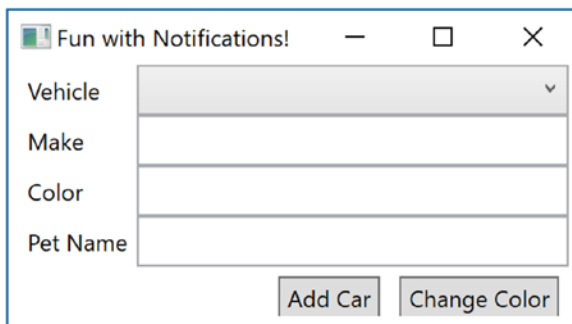 Fun with Notifications!
Vehicle
Make
Color
Pet Name
Add Car Change Color